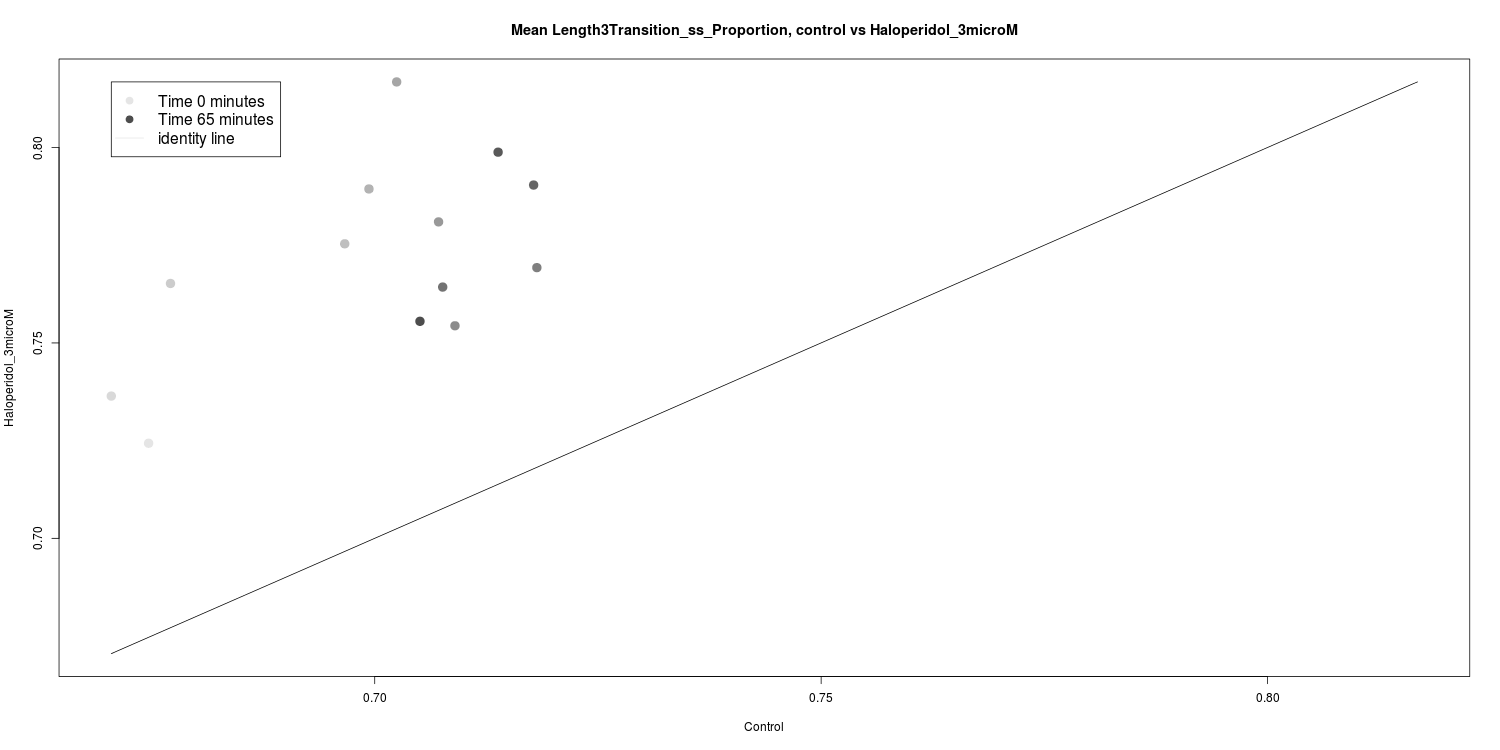 Mean Length3Transition_ss_Proportion, control vs Haloperidol_3microM
Time 0 minutes
Time 65 minutes
identity line
0.80
0.75
0.70
Haloperidol_3microM
0.70
0.75
0.80
Control